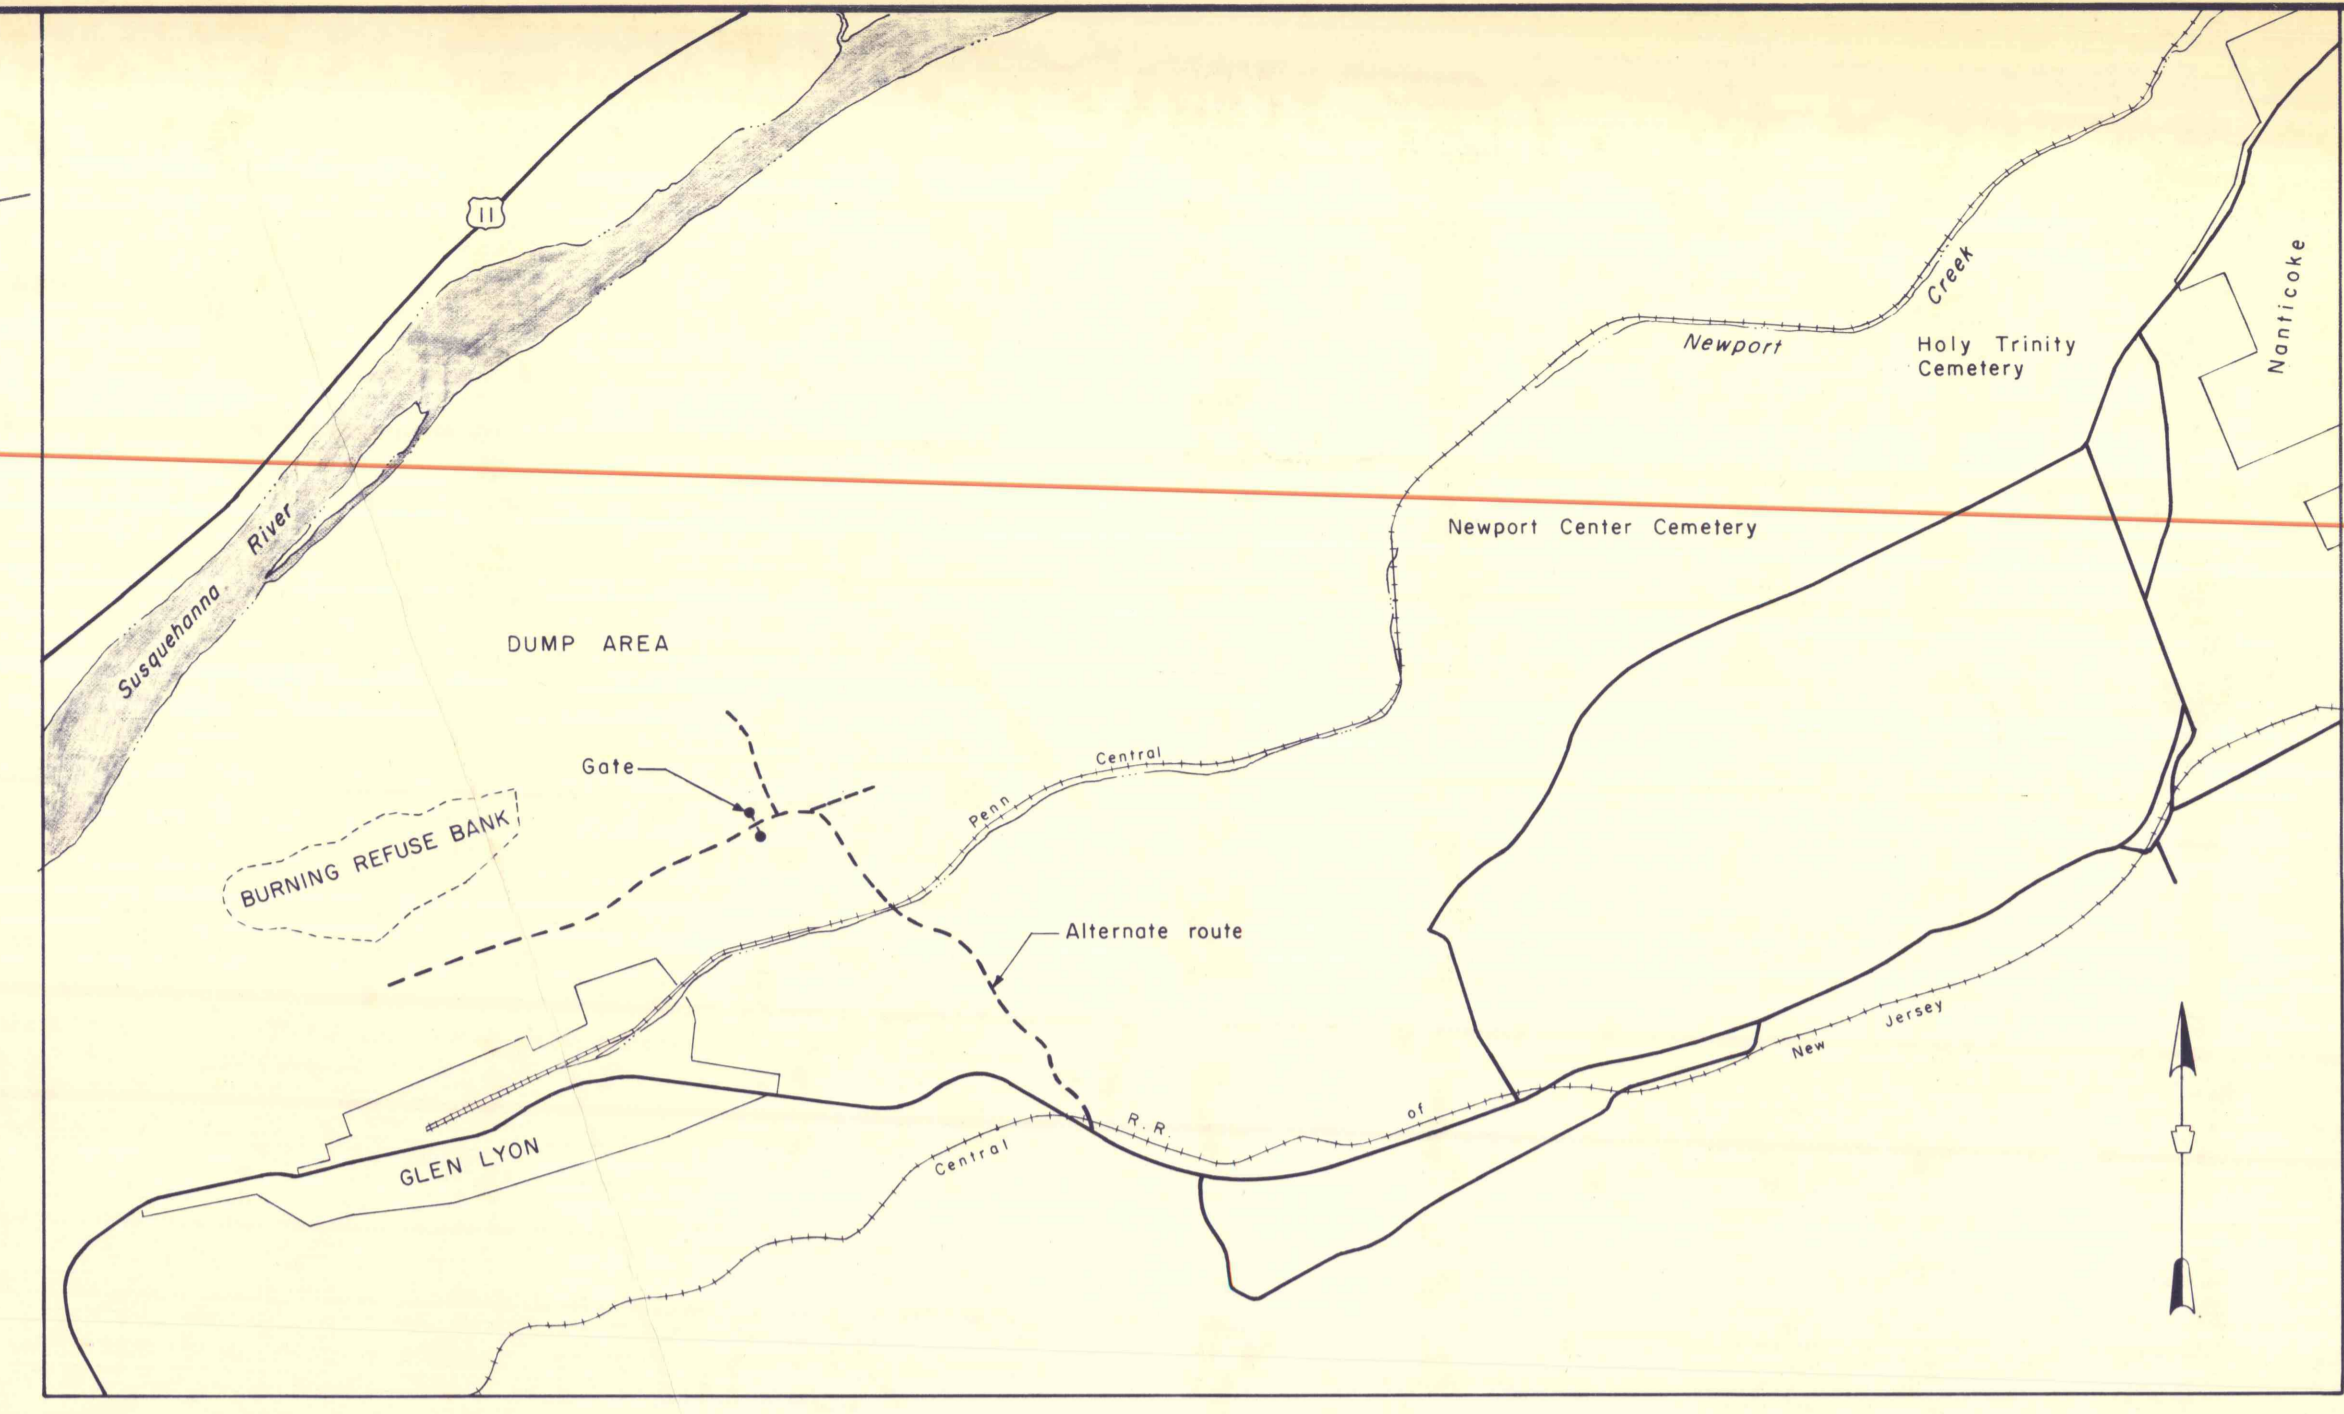 11
Creek
Newport
Holy Trinity
Cemetery
Nanticoke
Susquehanna River
Newport Center Cemetery
DUMP AREA
Gate
Penn Central
BURNING REFUSE BANK
Alternate route
GLEN LYON
Central R.R. of New Jersey